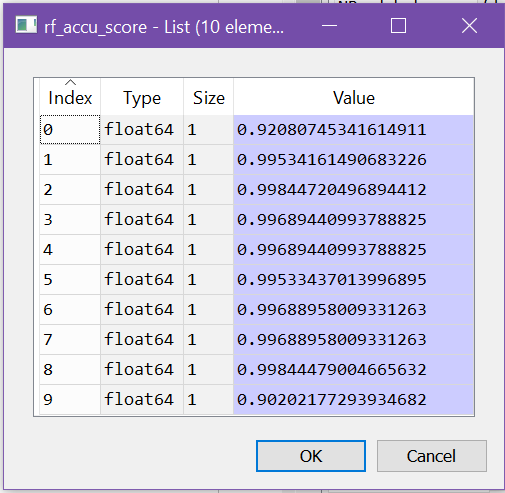 rf_accu_score - List (10 eleme...
Index Type Size Value
0 float64 1 0.92080745341614911
1 float64 1 0.99534161490683226
2 float64 1 0.99844720496894412
3 float64 1 0.99689440993788825
4 float64 1 0.99689440993788825
5 float64 1 0.99533437013996895
6 float64 1 0.99688958009331263
7 float64 1 0.99688958009331263
8 float64 1 0.99844479004665632
9 float64 1 0.90202177293934682
OK Cancel